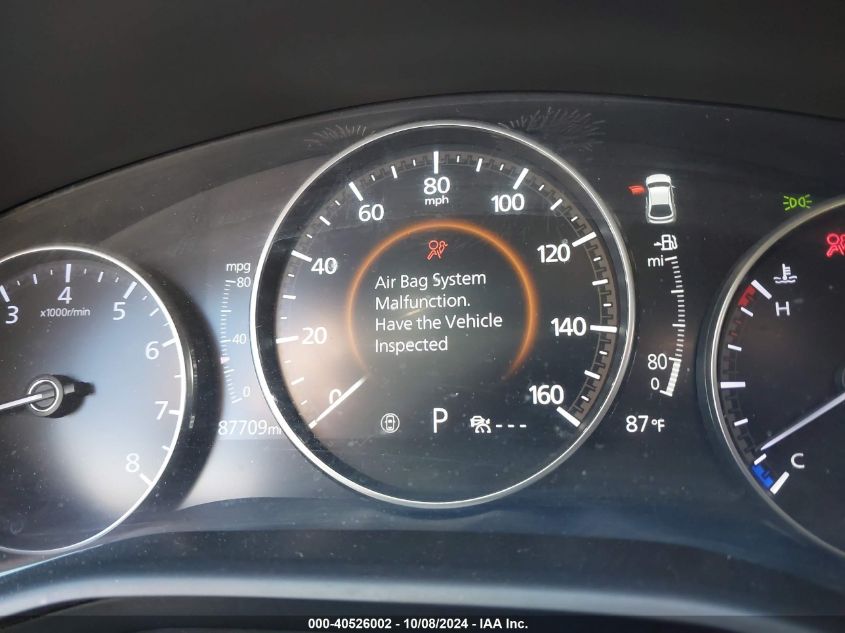 80
mph
60
100
40
120
20
140
0
160
Air Bag System
Malfunction.
Have the Vehicle
Inspected
P
---
mpg
80
40
0
87709mi
3
4
5
6
7
8
x1000r/min
mi
80
0
87°F
H
C
000-40526002 - 10/08/2024 - IAA Inc.